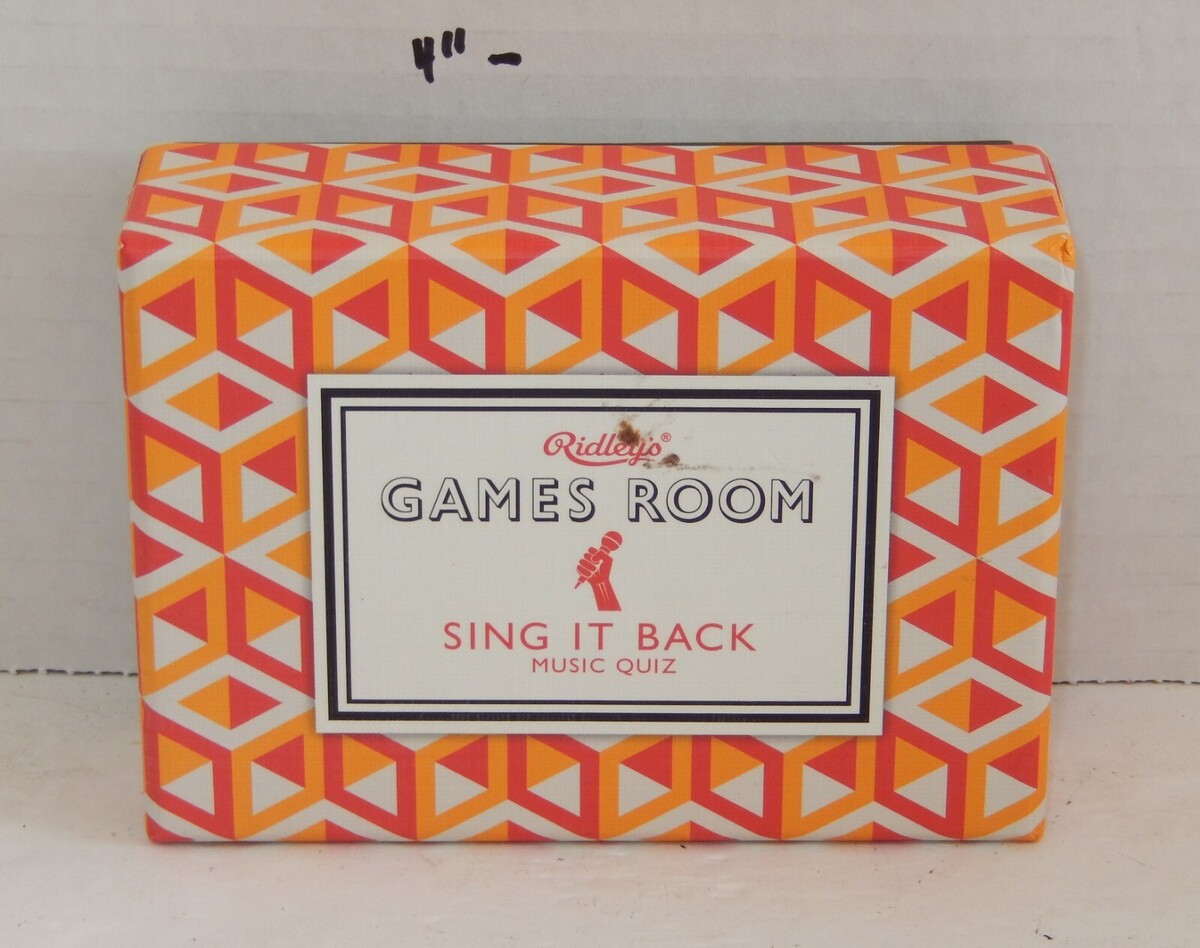 4" -
Ridley's®
GAMES ROOM
SING IT BACK
MUSIC QUIZ